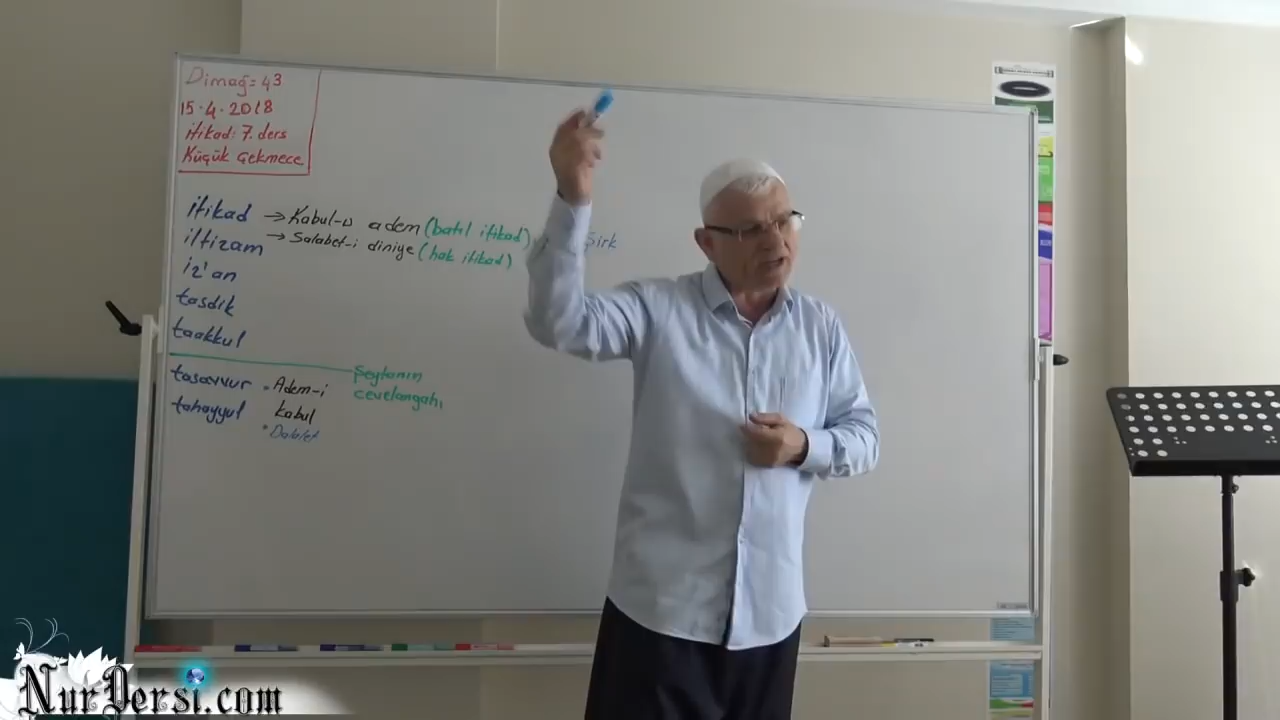 Dimağ = 43
15.4.2018
itikad: 7. ders
Küçük Çekmece
itikad → Kabul-u adem (batıl itikad) Şirk
iltizam → Salabet-i diniye (hak itikad)
iz'an
tasdik
taakkul
tasavvur • Adem-i
tahayyul kabul
• Dalalet
Şeytanın
cevelangahı
NurDersi.com